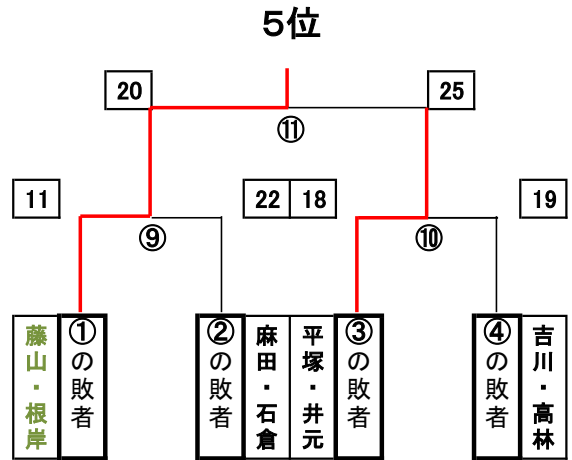 5位
20
25
⑪
11
22
18
19
⑨
⑩
藤山・根岸
①の敗者
②の敗者
麻田・石倉
平塚・井元
③の敗者
④の敗者
吉川・高林